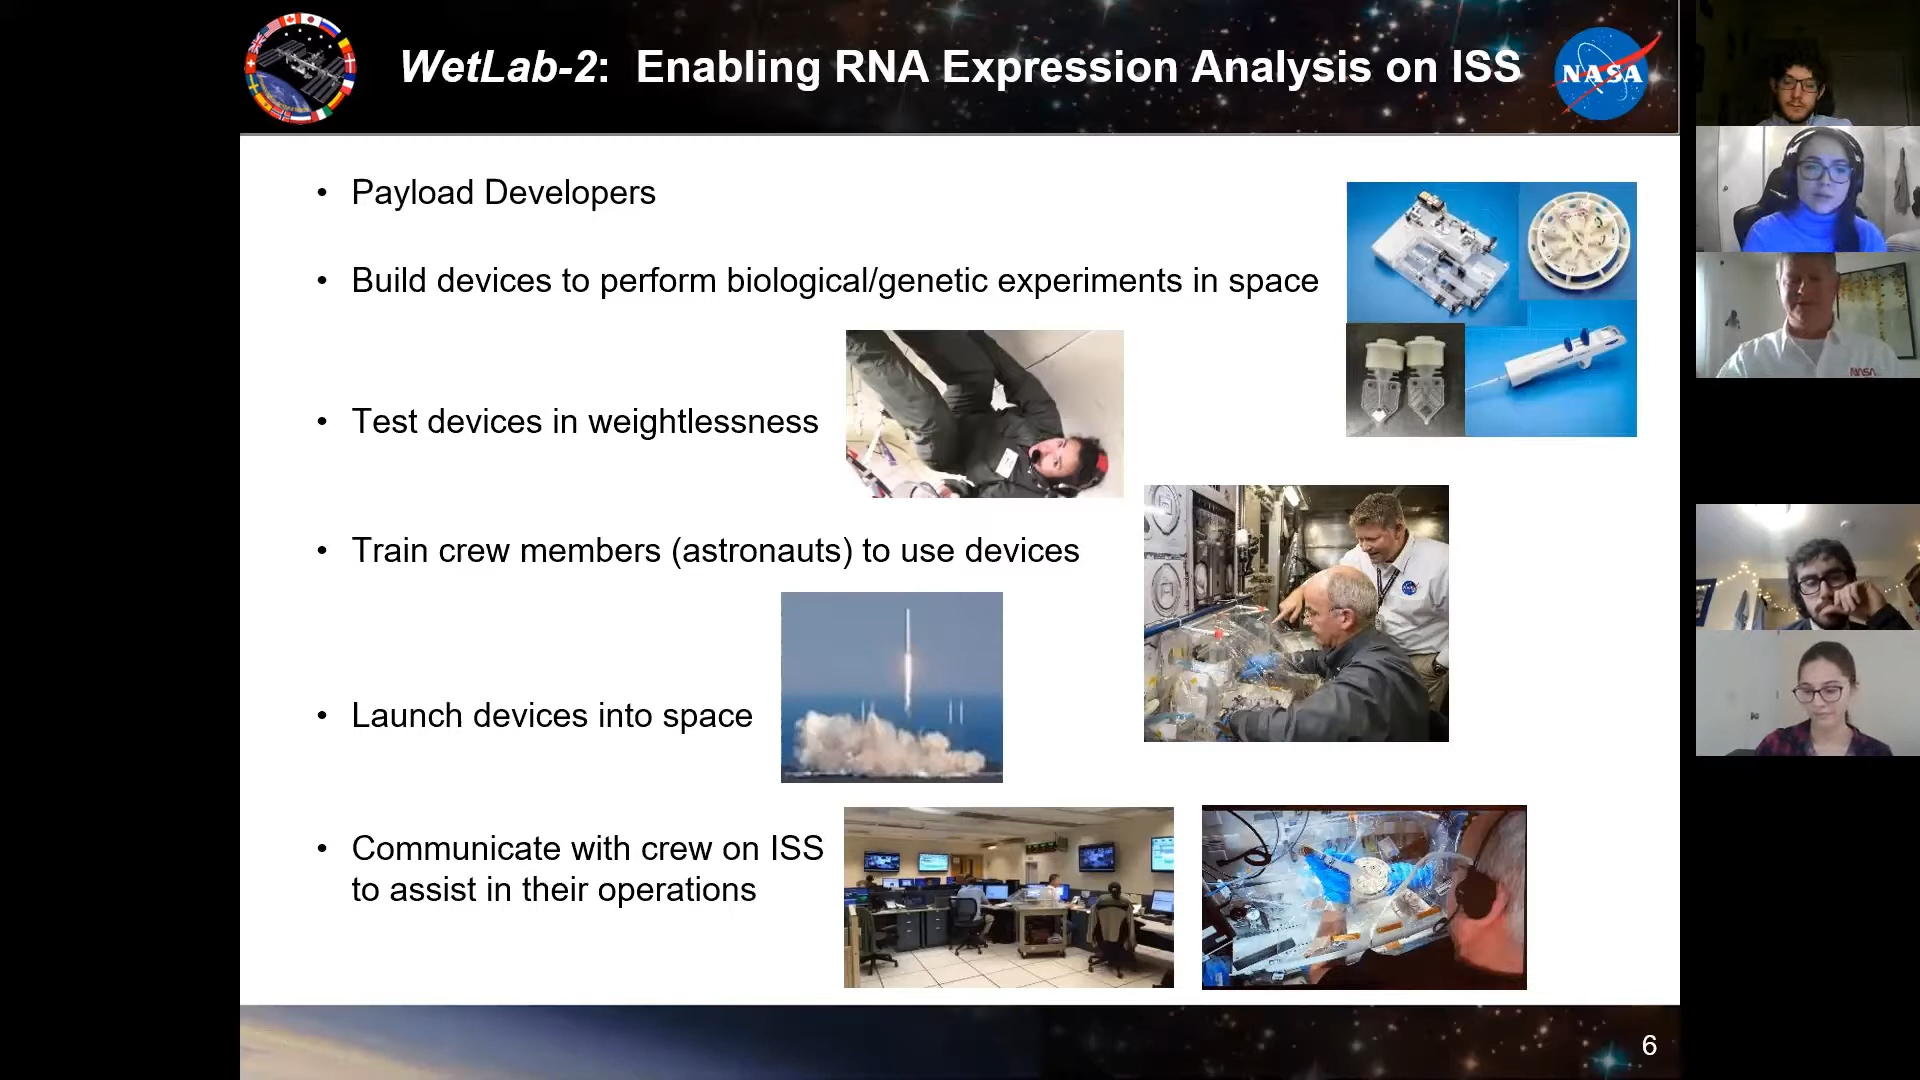 WetLab-2: Enabling RNA Expression Analysis on ISS
NASA
• Payload Developers
• Build devices to perform biological/genetic experiments in space
• Test devices in weightlessness
• Train crew members (astronauts) to use devices
• Launch devices into space
• Communicate with crew on ISS
to assist in their operations
6
NASA